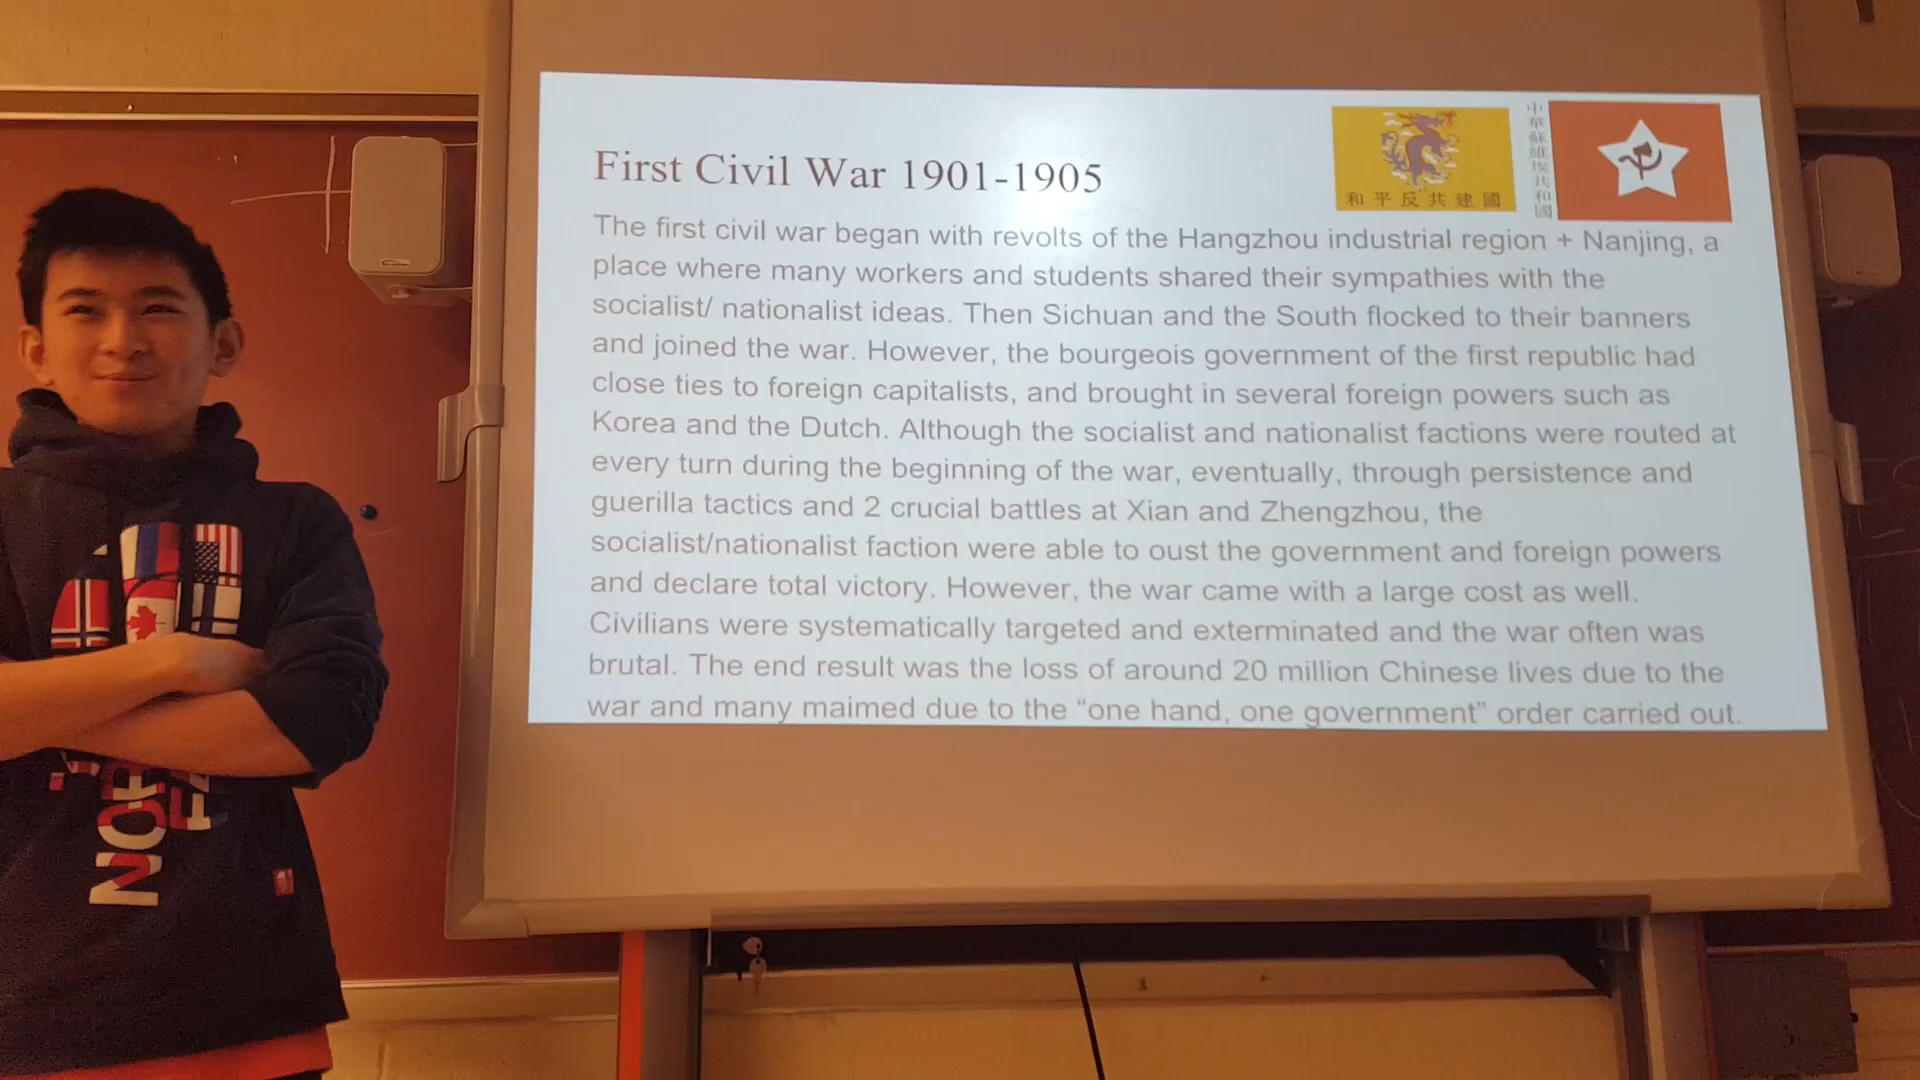 First Civil War 1901-1905
和平反共建國
中華蘇維埃共和國
The first civil war began with revolts of the Hangzhou industrial region + Nanjing, a
place where many workers and students shared their sympathies with the
socialist/ nationalist ideas. Then Sichuan and the South flocked to their banners
and joined the war. However, the bourgeois government of the first republic had
close ties to foreign capitalists, and brought in several foreign powers such as
Korea and the Dutch. Although the socialist and nationalist factions were routed at
every turn during the beginning of the war, eventually, through persistence and
guerilla tactics and 2 crucial battles at Xian and Zhengzhou, the
socialist/nationalist faction were able to oust the government and foreign powers
and declare total victory. However, the war came with a large cost as well.
Civilians were systematically targeted and exterminated and the war often was
brutal. The end result was the loss of around 20 million Chinese lives due to the
war and many maimed due to the “one hand, one government” order carried out.
NOR